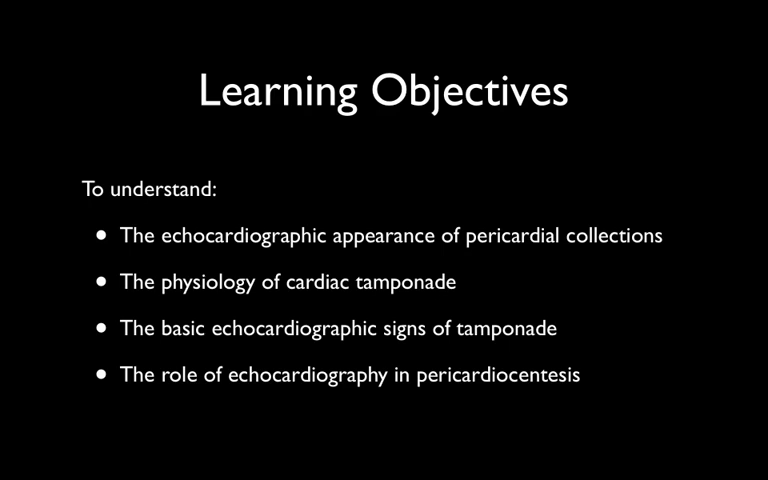 Learning Objectives
To understand:
• The echocardiographic appearance of pericardial collections
• The physiology of cardiac tamponade
• The basic echocardiographic signs of tamponade
• The role of echocardiography in pericardiocentesis